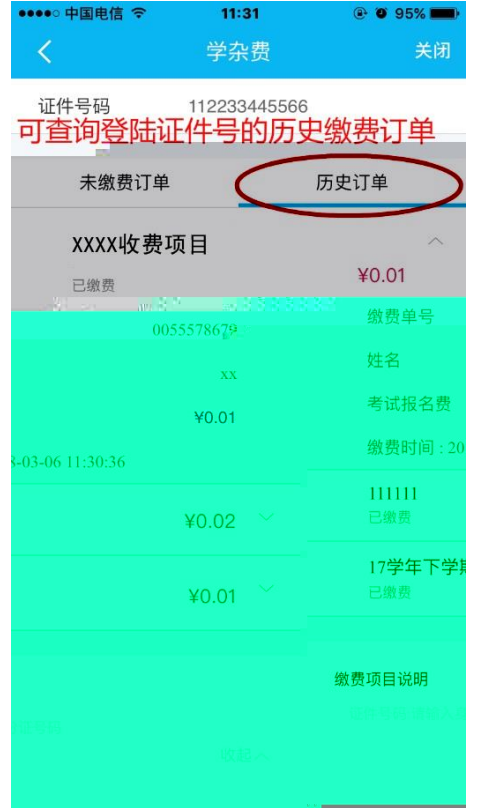 中国电信 11:31 95%
学杂费 关闭
证件号码 112233445566
可查询登陆证件号的历史缴费订单
未缴费订单 历史订单
XXXX收费项目
¥0.01
已缴费
缴费单号
005557867
姓名
xx
考试报名费
¥0.01
缴费时间 : 20
-03-06 11:30:36
111111
已缴费
¥0.02
17学年下学期
已缴费
¥0.01
缴费项目说明
收起